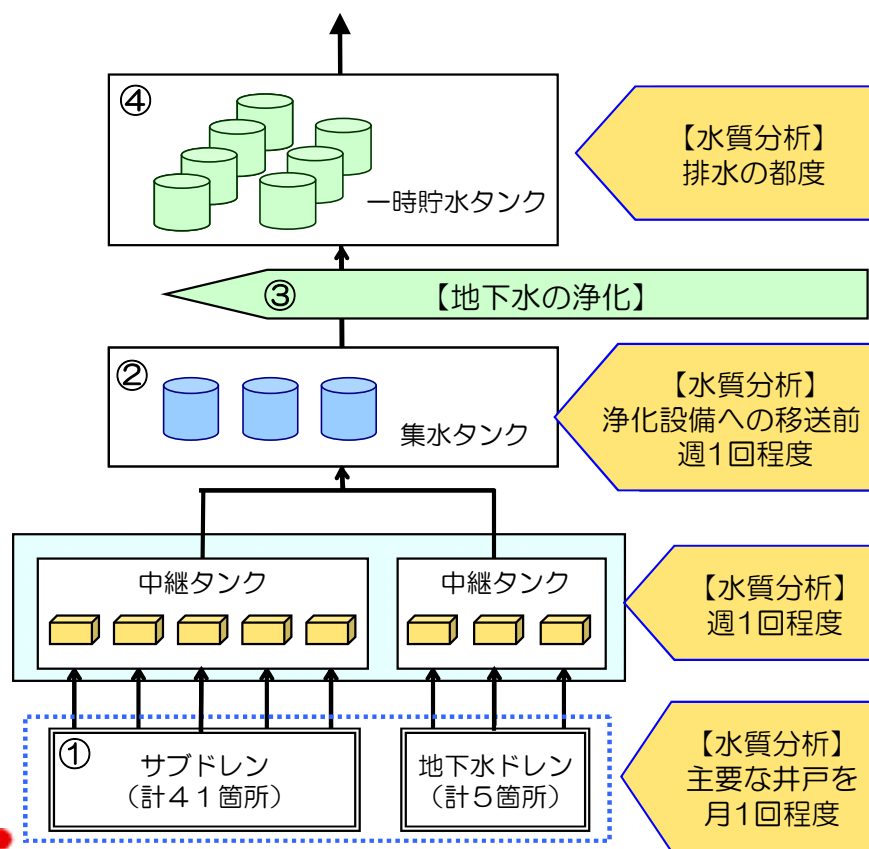 ④
一時貯水タンク
【水質分析】
排水の都度
③
【地下水の浄化】
②
集水タンク
【水質分析】
浄化設備への移送前
週1回程度
中継タンク
中継タンク
【水質分析】
週1回程度
①
サブドレン
（計４１箇所）
地下水ドレン
（計５箇所）
【水質分析】
主要な井戸を
月1回程度